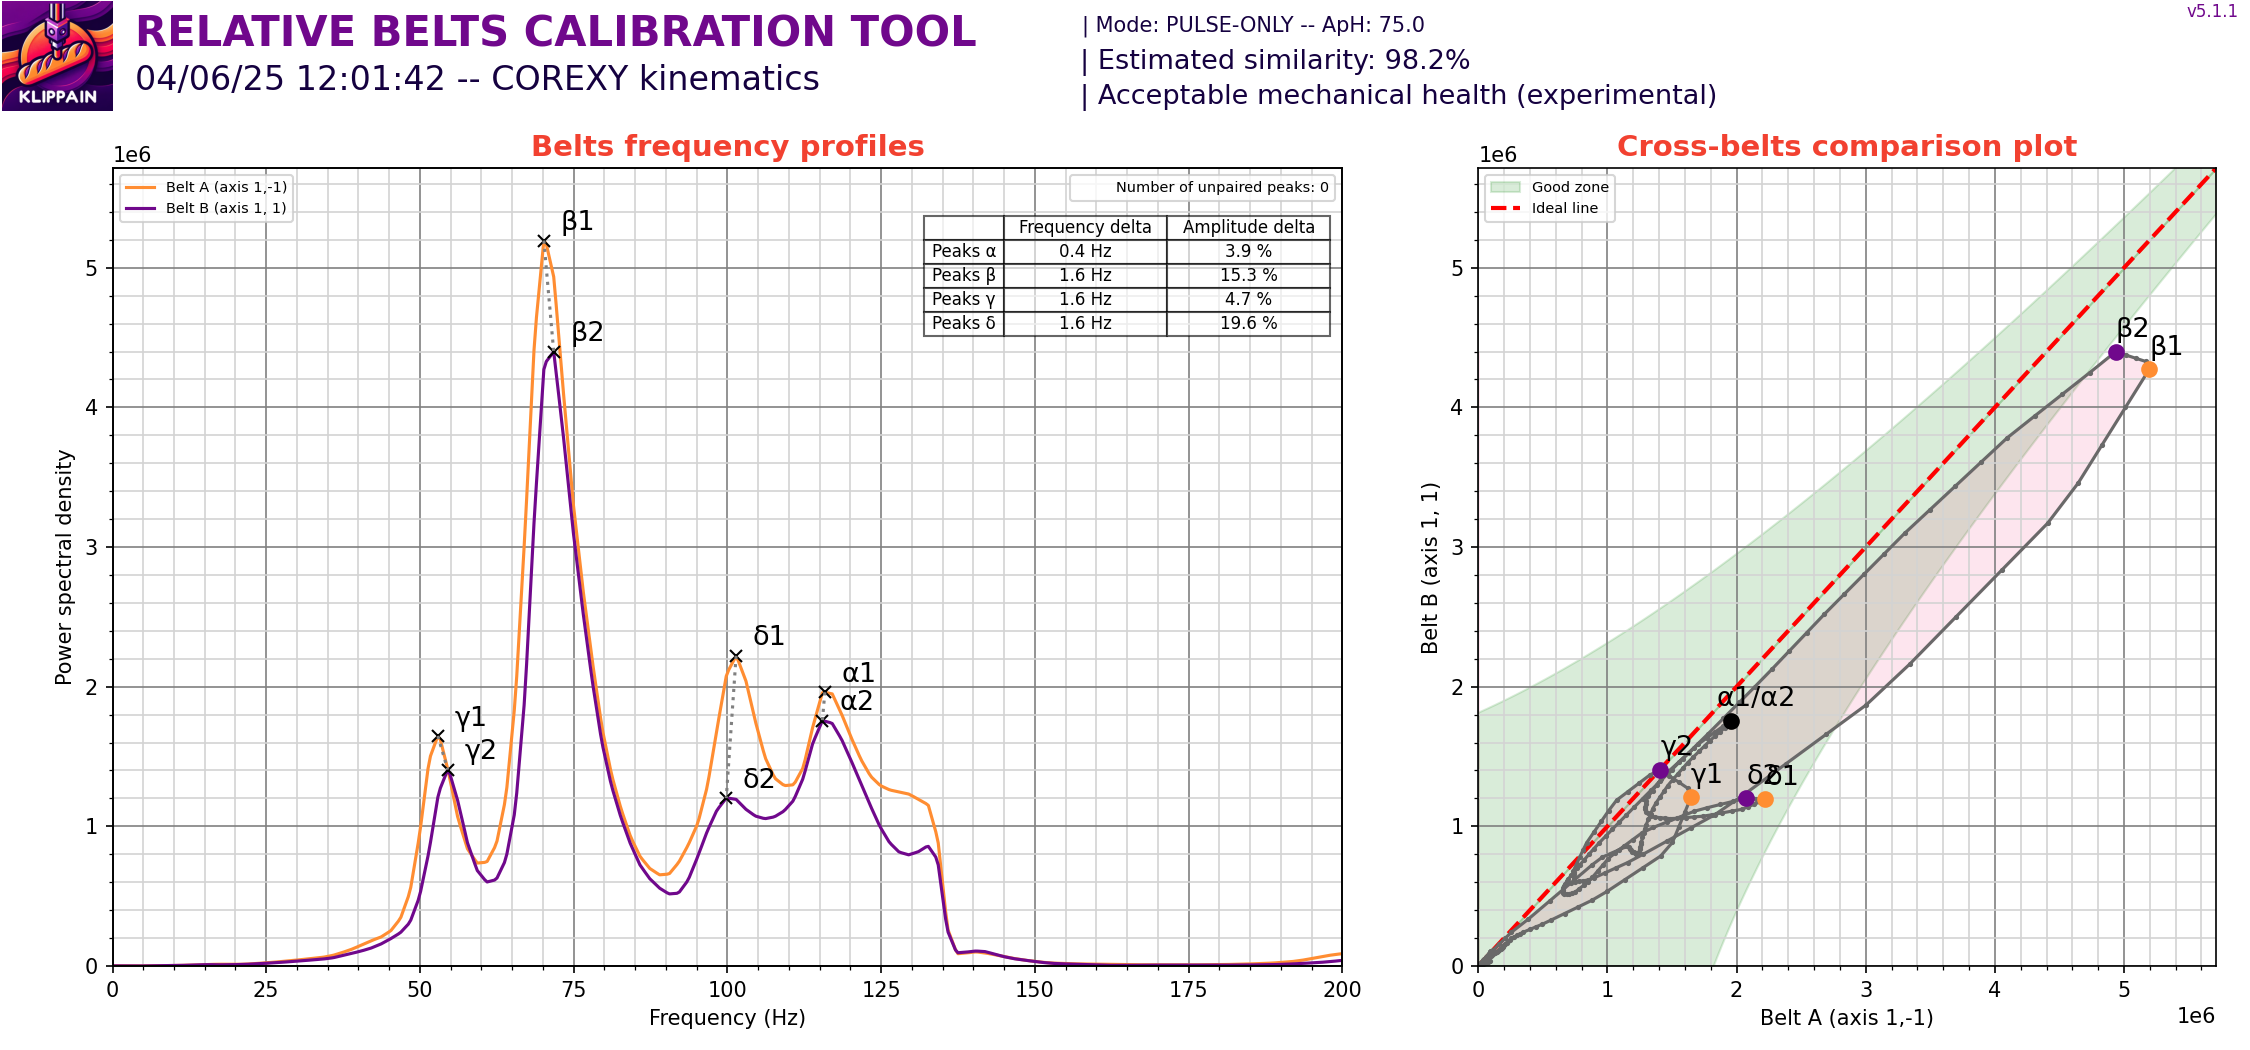 KLIPPAIN
RELATIVE BELTS CALIBRATION TOOL
04/06/25 12:01:42 -- COREXY kinematics
| Mode: PULSE-ONLY -- ApH: 75.0
| Estimated similarity: 98.2%
| Acceptable mechanical health (experimental)
v5.1.1
Belts frequency profiles
1e6
Belt A (axis 1,-1)
Belt B (axis 1, 1)
Number of unpaired peaks: 0
Frequency delta Amplitude delta
Peaks α 0.4 Hz 3.9 %
Peaks β 1.6 Hz 15.3 %
Peaks γ 1.6 Hz 4.7 %
Peaks δ 1.6 Hz 19.6 %
β1
β2
δ1
α1
α2
γ1
γ2
δ2
5
4
3
2
1
0
Power spectral density
0 25 50 75 100 125 150 175 200
Frequency (Hz)
Cross-belts comparison plot
1e6
Good zone
Ideal line
β2
β1
α1/α2
γ2
γ1
δ2
δ1
5
4
3
2
1
0
Belt B (axis 1, 1)
0 1 2 3 4 5
Belt A (axis 1,-1)
1e6